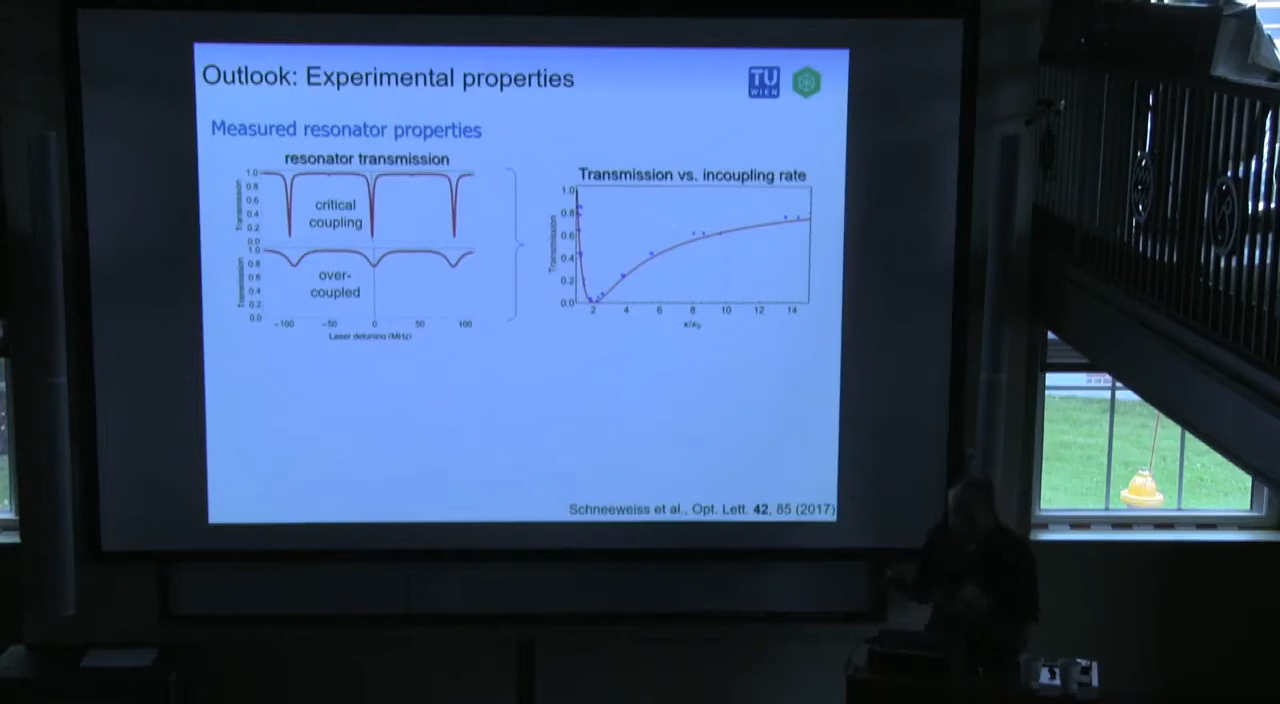 Outlook: Experimental properties
TU
WIEN
Measured resonator properties
resonator transmission
1.0
0.8
0.6
0.4
0.2
0.0
Transmission
critical
coupling
1.0
0.8
0.6
0.4
0.2
0.0
Transmission
over-
coupled
−100
−50
0
50
100
Laser detuning (MHz)
Transmission vs. incoupling rate
1.0
0.8
0.6
0.4
0.2
0.0
Transmission
2
4
6
8
10
12
14
κ/κ₀
Schneeweiss et al., Opt. Lett. 42, 85 (2017)